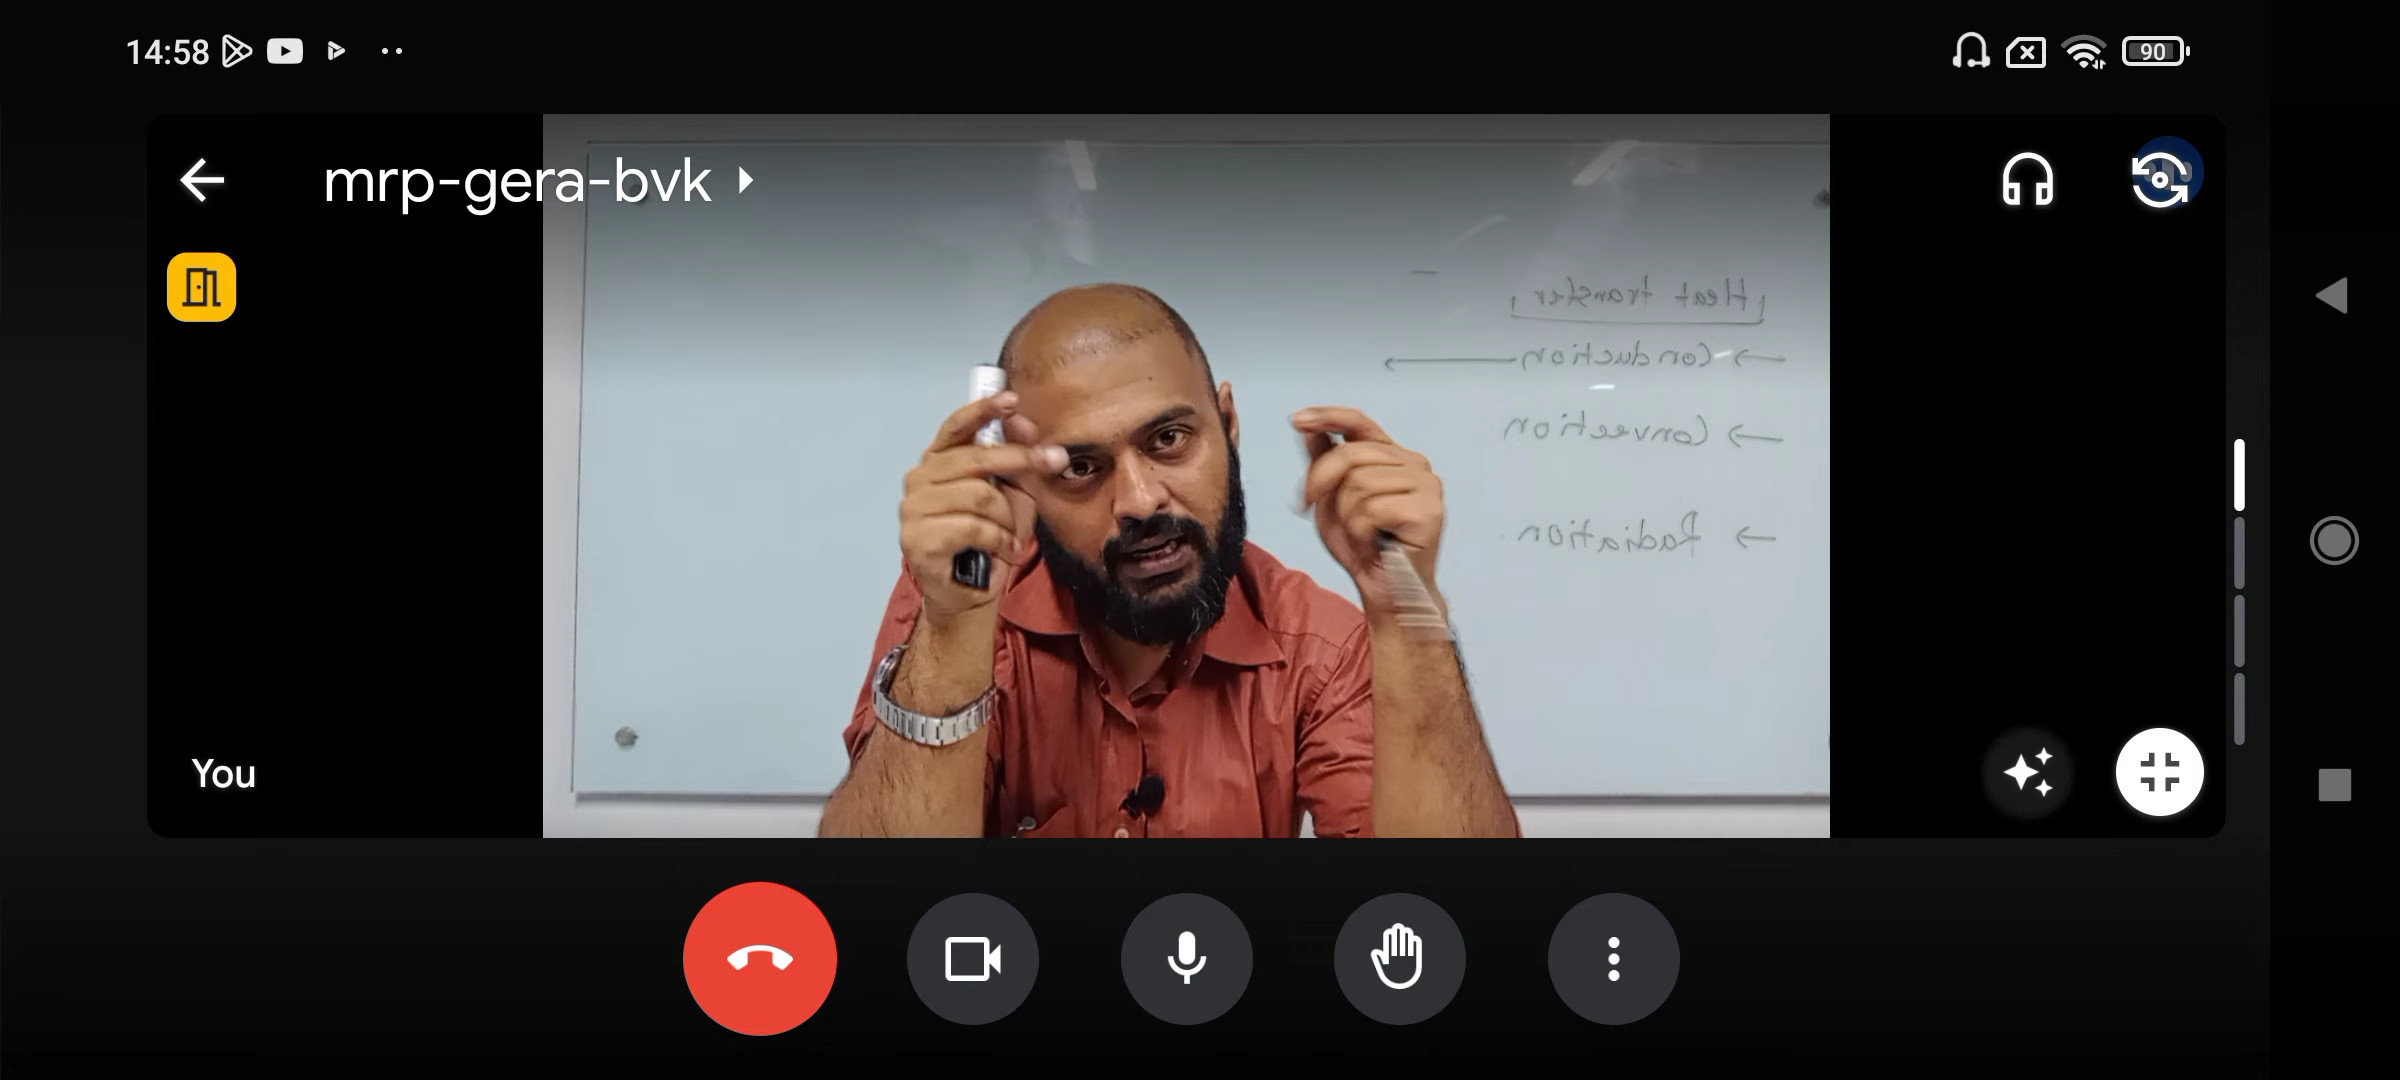 14:58
90
mrp-gera-bvk
Heat transfer
→ Conduction
→ Convection
→ Radiation
You